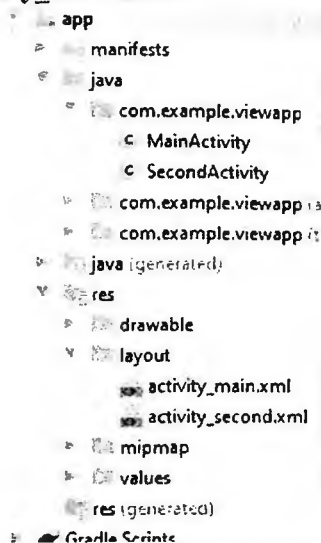 app
manifests
java
com.example.viewapp
MainActivity
SecondActivity
com.example.viewapp
com.example.viewapp
java (generated)
res
drawable
layout
activity_main.xml
activity_second.xml
mipmap
values
res (generated)
Gradle Scripts